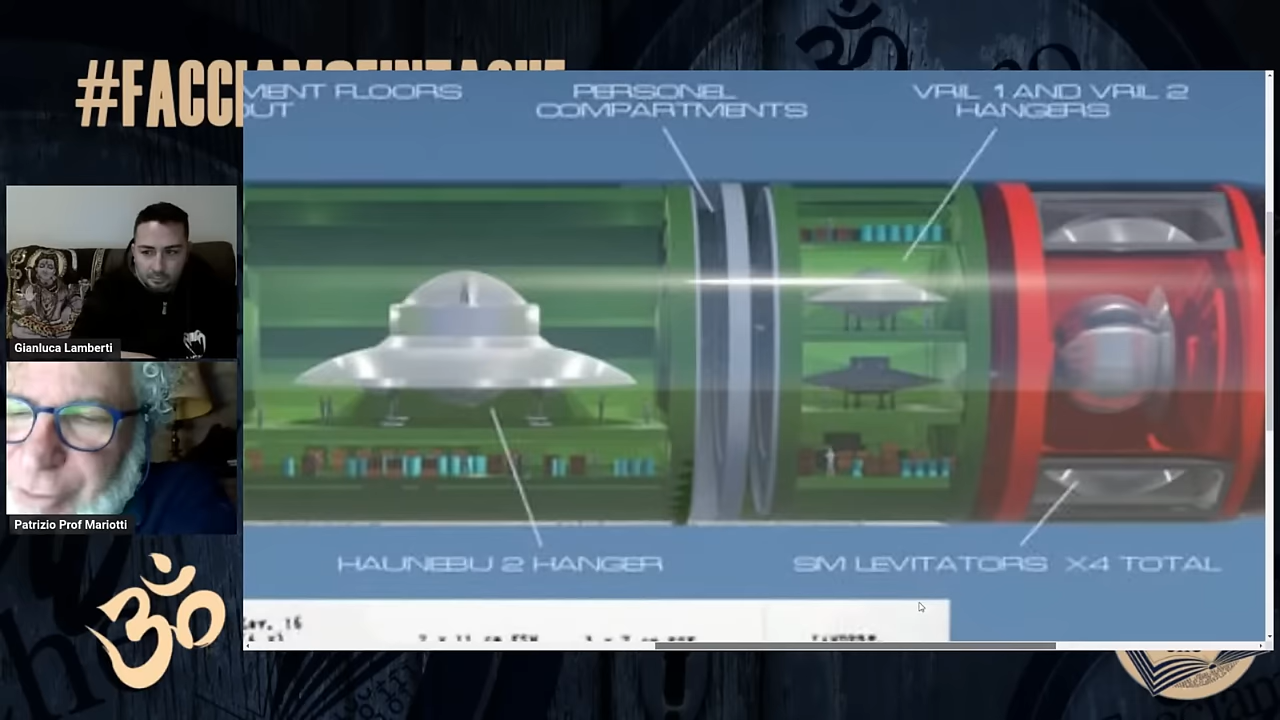 MENT FLOORS
OUT
PERSONEL
COMPARTMENTS
VRIL 1 AND VRIL 2
HANGERS
Gianluca Lamberti
Patrizio Prof Mariotti
HAUNEBU 2 HANGER
SM LEVITATORS X4 TOTAL